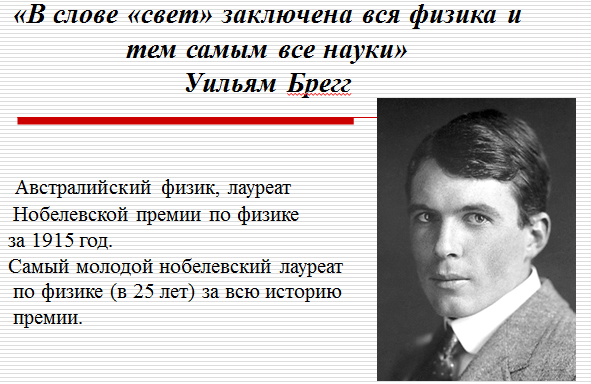 «В слове «свет» заключена вся физика и
тем самым все науки»
Уильям Брегг
Австралийский физик, лауреат
Нобелевской премии по физике
за 1915 год.
Самый молодой нобелевский лауреат
по физике (в 25 лет) за всю историю
премии.